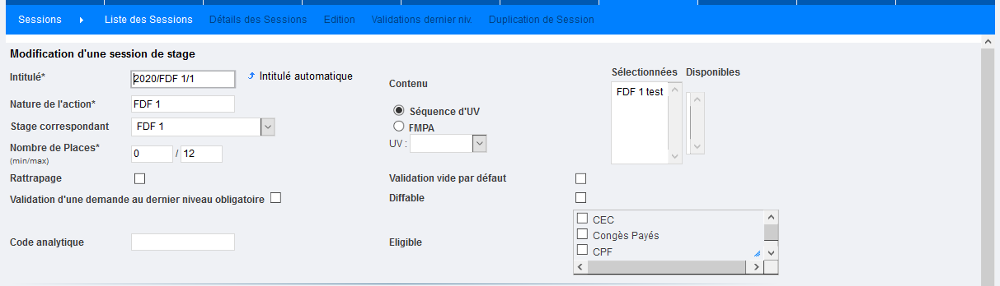 Sessions Liste des Sessions Détails des Sessions Edition Validations dernier niv. Duplication de Session
Modification d'une session de stage
Intitulé* 2020/FDF 1/1 Intitulé automatique
Nature de l'action* FDF 1
Stage correspondant FDF 1
Nombre de Places* 0 / 12
(min/max)
Rattrapage
Validation d'une demande au dernier niveau obligatoire
Code analytique
Contenu
Séquence d'UV
FMPA
UV :
Sélectionnées Disponibles
FDF 1 test
Validation vide par défaut
Diffable
Eligible
CEC
Congès Payés
CPF